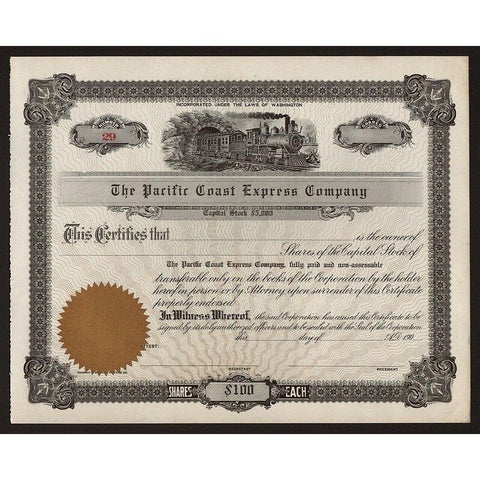 INCORPORATED UNDER THE LAWS OF WASHINGTON
NUMBER
29
SHARES
The Pacific Coast Express Company
Capital Stock $5,000
This Certifies that
is the owner of
Shares of the Capital Stock of
The Pacific Coast Express Company, fully paid and non-assessable
transferable only on the books of the Corporation by the holder
hereof in person or by Attorney upon surrender of this Certificate
properly endorsed.
In Witness Whereof, the said Corporation has caused this Certificate to be
signed by its duly authorized officers and to be sealed with the Seal of the Corporation
this day of A.D. 190
ATTEST
SECRETARY
PRESIDENT
SHARES $100 EACH